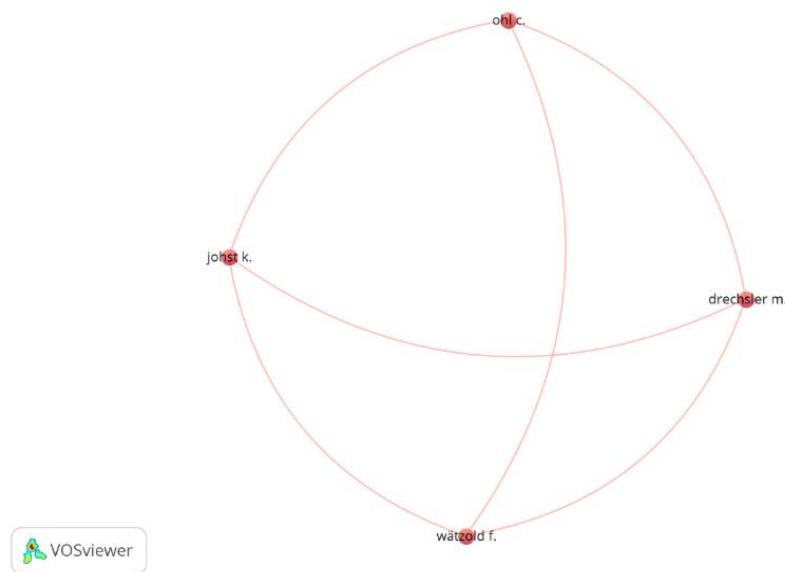 ohl c.
johst k.
drechsler m.
wätzold f.
VOSviewer